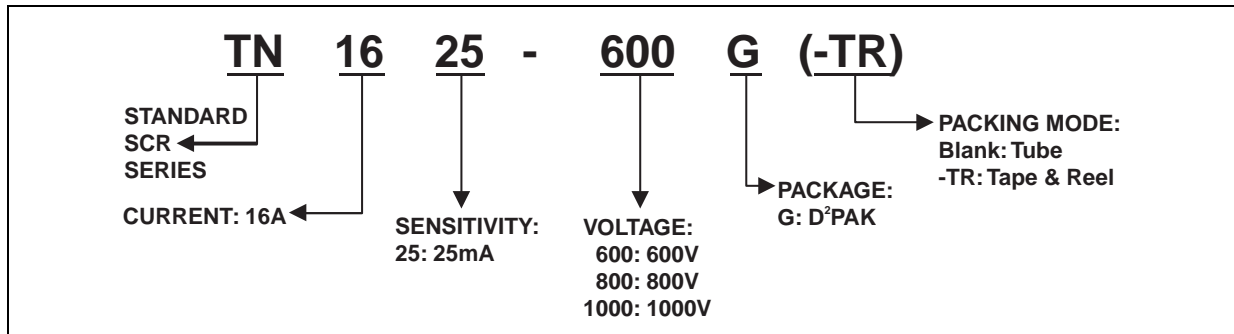 TN 16 25 - 600 G (-TR)
STANDARD
SCR
SERIES
CURRENT: 16A
SENSITIVITY:
25: 25mA
VOLTAGE:
600: 600V
800: 800V
1000: 1000V
PACKAGE:
G: D²PAK
PACKING MODE:
Blank: Tube
-TR: Tape & Reel